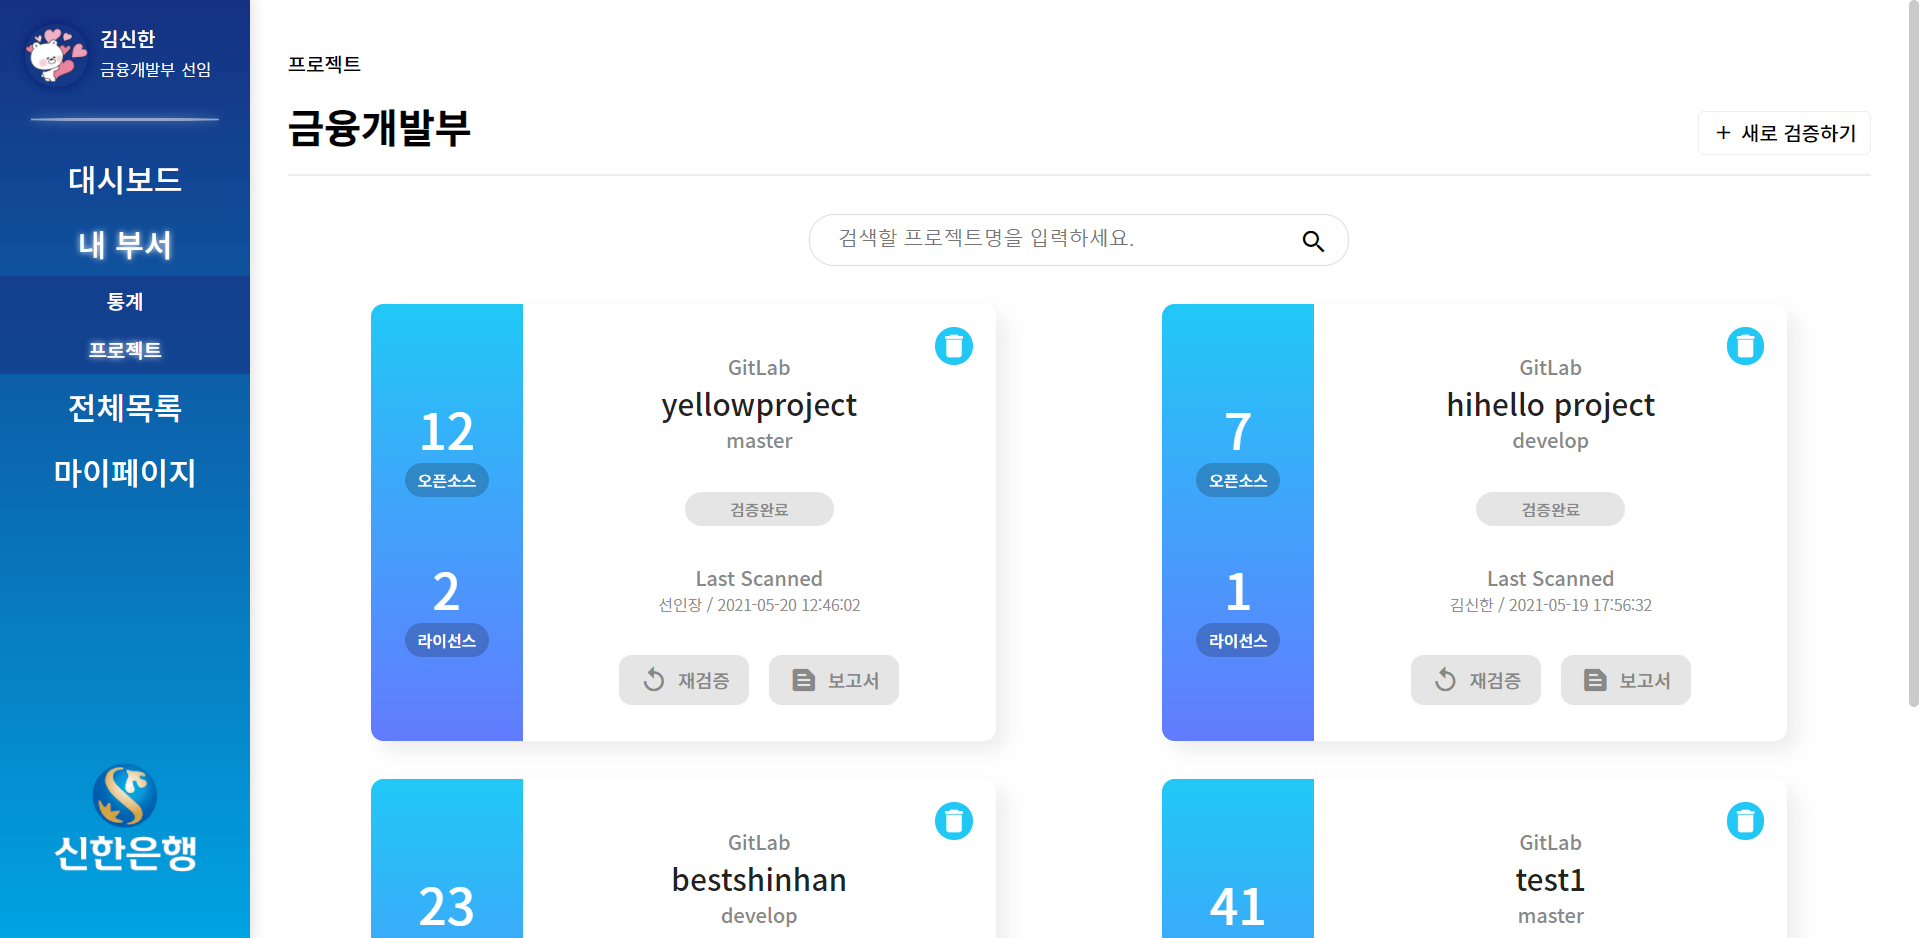 김신한
금융개발부 선임
대시보드
내 부서
통계
프로젝트
전체목록
마이페이지
신한은행
프로젝트
금융개발부
+ 새로 검증하기
검색할 프로젝트명을 입력하세요.
12
오픈소스
2
라이선스
GitLab
yellowproject
master
검증완료
Last Scanned
선인장 / 2021-05-20 12:46:02
재검증
보고서
7
오픈소스
1
라이선스
GitLab
hihello project
develop
검증완료
Last Scanned
김신한 / 2021-05-19 17:56:32
재검증
보고서
23
GitLab
bestshinhan
develop
41
GitLab
test1
master